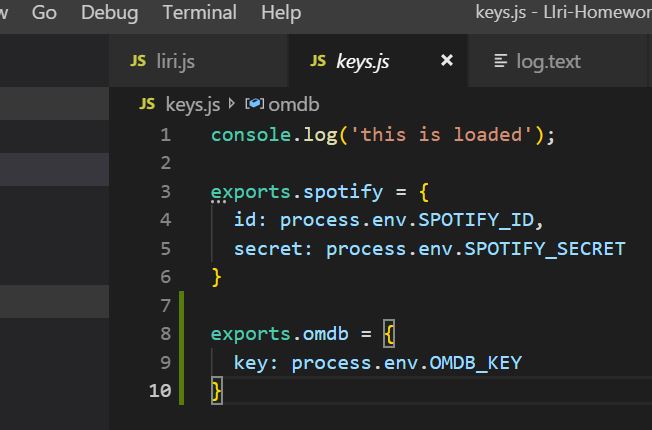 Go Debug Terminal Help keys.js - LIri-Homewor
JS liri.js JS keys.js × log.text
JS keys.js omdb
1 console.log('this is loaded');
2
3 exports.spotify = {
4 id: process.env.SPOTIFY_ID,
5 secret: process.env.SPOTIFY_SECRET
6 }
7
8 exports.omdb = {
9 key: process.env.OMDB_KEY
10 }